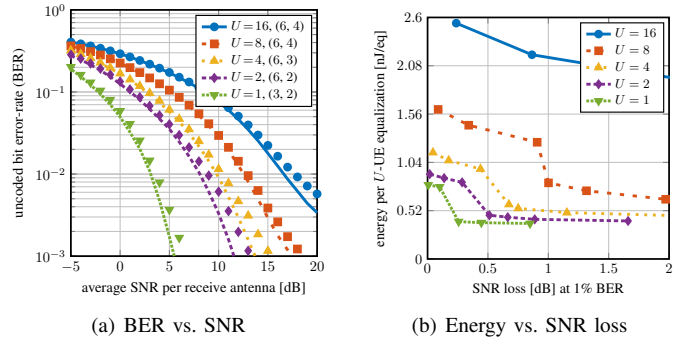 uncoded bit error-rate (BER)
10^0
10^−1
10^−2
10^−3
U = 16, (6, 4)
U = 8, (6, 4)
U = 4, (6, 3)
U = 2, (6, 2)
U = 1, (3, 2)
−5 0 5 10 15 20
average SNR per receive antenna [dB]
(a) BER vs. SNR
energy per U-UE equalization [nJ/eq]
2.6
2.08
1.56
1.04
0.52
0
U = 16
U = 8
U = 4
U = 2
U = 1
0 0.5 1 1.5 2
SNR loss [dB] at 1% BER
(b) Energy vs. SNR loss